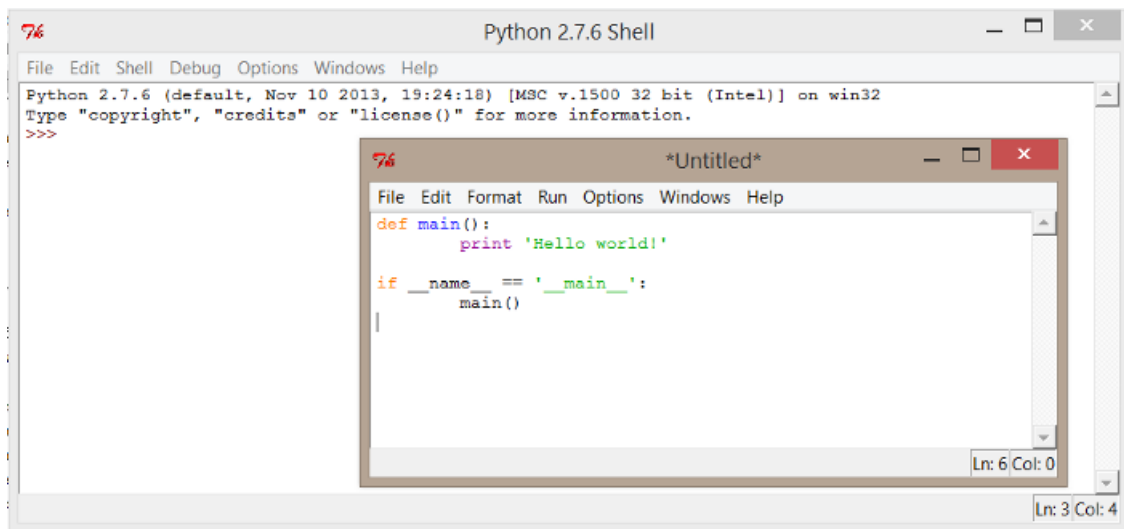 Python 2.7.6 Shell
File Edit Shell Debug Options Windows Help
Python 2.7.6 (default, Nov 10 2013, 19:24:18) [MSC v.1500 32 bit (Intel)] on win32
Type "copyright", "credits" or "license()" for more information.
>>>
*Untitled*
File Edit Format Run Options Windows Help
def main():
        print 'Hello world!'

if __name__ == '__main__':
        main()
Ln: 6 Col: 0
Ln: 3 Col: 4